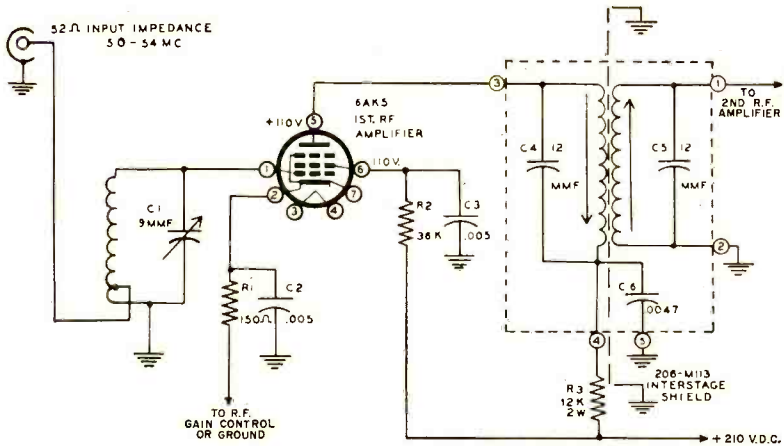 52Ω INPUT IMPEDANCE
50-54 MC
6AK5
1ST. RF
AMPLIFIER
+110V
5
1
6
110V.
2
7
3
4
C1
9MMF
R1
150Ω
C2
.005
R2
36K
C3
.005
TO R.F.
GAIN CONTROL
OR GROUND
3
C4
12
MMF
C5
12
MMF
1
TO
2ND R.F.
AMPLIFIER
2
C6
.0047
4
5
206-M113
INTERSTAGE
SHIELD
R3
12K
2W
+210 V.D.C.